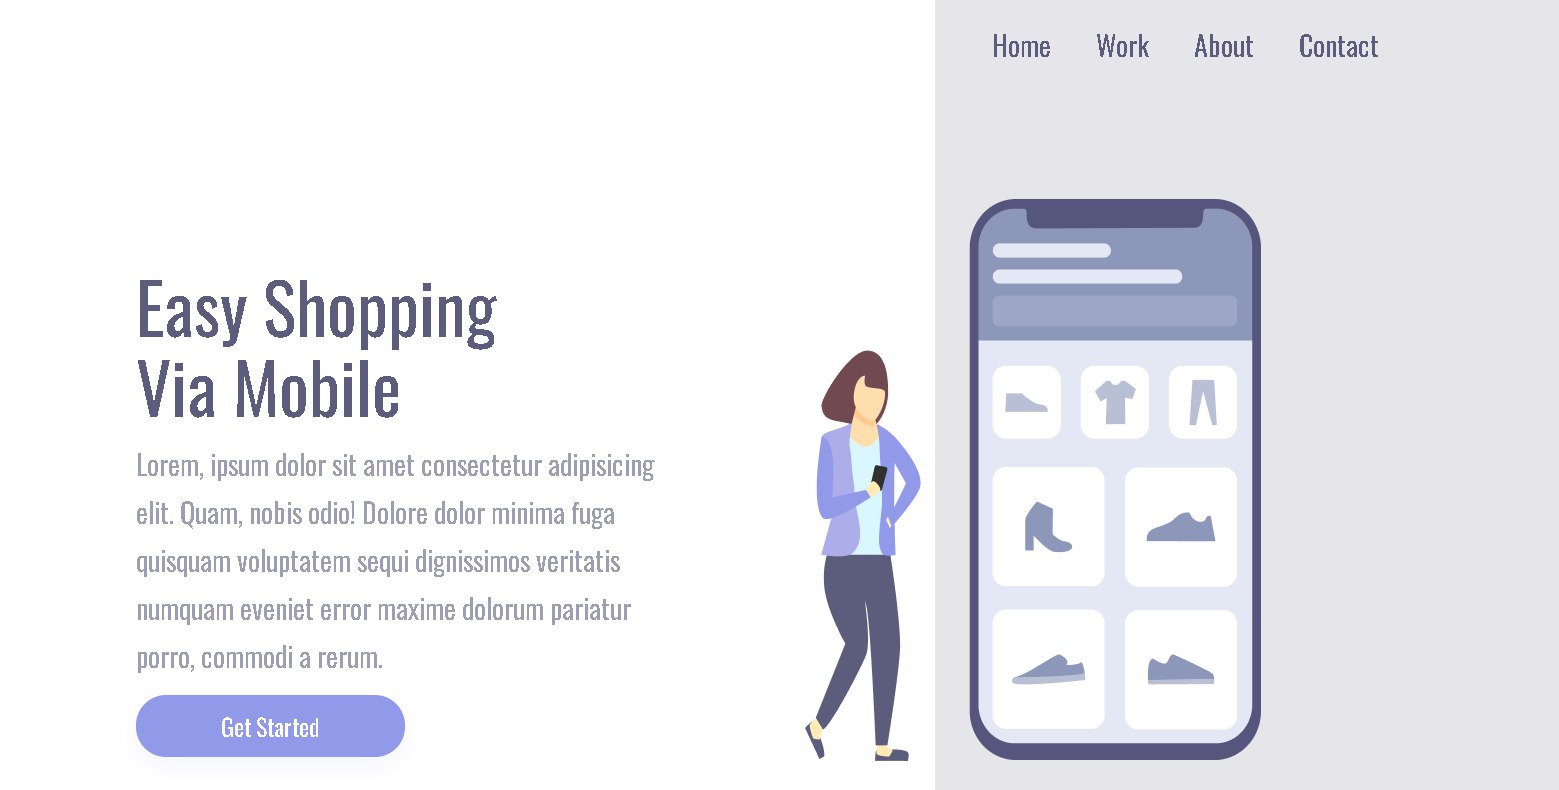 Home Work About Contact
Easy Shopping
Via Mobile
Lorem, ipsum dolor sit amet consectetur adipisicing
elit. Quam, nobis odio! Dolore dolor minima fuga
quisquam voluptatem sequi dignissimos veritatis
numquam eveniet error maxime dolorum pariatur
porro, commodi a rerum.
Get Started